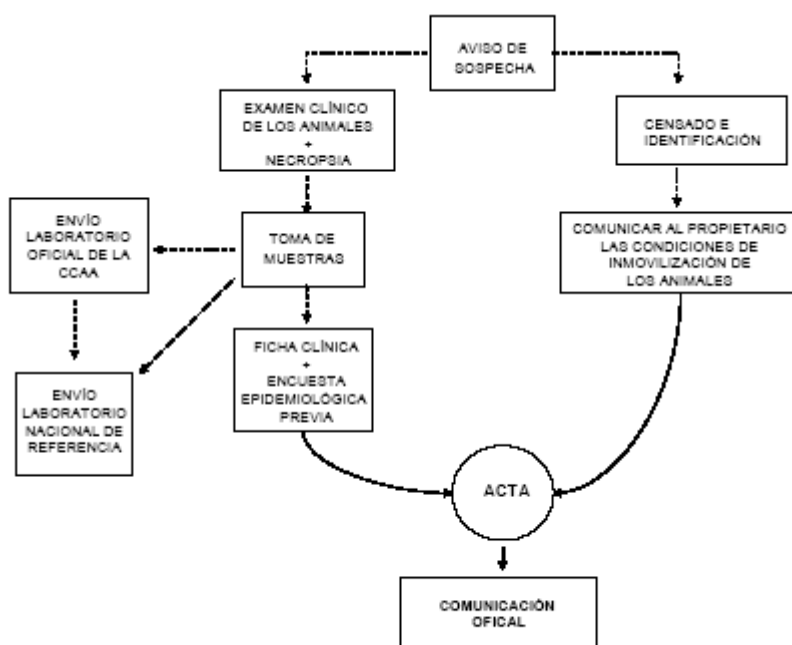 AVISO DE
SOSPECHA
EXAMEN CLÍNICO
DE LOS ANIMALES
+
NECROPSIA
CENSADO E
IDENTIFICACIÓN
ENVÍO
LABORATORIO
OFICIAL DE LA
CCAA
TOMA DE
MUESTRAS
COMUNICAR AL PROPIETARIO
LAS CONDICIONES DE
INMOVILIZACIÓN DE
LOS ANIMALES
FICHA CLÍNICA
+
ENCUESTA
EPIDEMIOLÓGICA
PREVIA
ENVÍO
LABORATORIO
NACIONAL DE
REFERENCIA
ACTA
COMUNICACIÓN
OFICAL